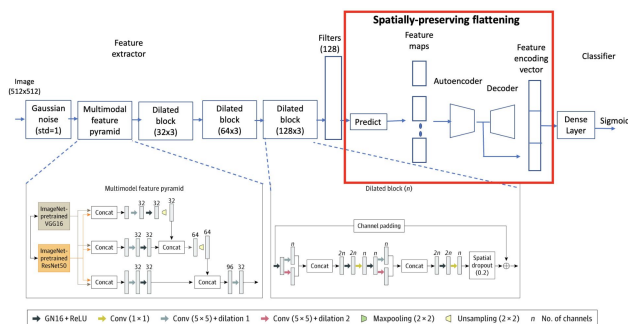 Spatially-preserving flattening
Feature
extractor
Filters
(128)
Feature
maps
Feature
encoding
vector
Classifier
Image
(512x512)
Autoencoder
Decoder
Gaussian
noise
(std=1)
Multimodal
feature
pyramid
Dilated
block
(32x3)
Dilated
block
(64x3)
Dilated
block
(128x3)
Predict
Dense
Layer
Sigmoid
Multimodel feature pyramid
Dilated block (n)
ImageNet-
pretrained
VGG16
ImageNet-
pretrained
ResNet50
Concat
32
32
32
Concat
32
32
Concat
64
64
Concat
32
32
Concat
96
32
Channel padding
n
Concat
2n
2n
n
n
Concat
2n
2n
n
Spatial
dropout
(0.2)
GN16 + ReLU
Conv (1 × 1)
Conv (5 × 5) + dilation 1
Conv (5 × 5) + dilation 2
Maxpooling (2 × 2)
Unsampling (2 × 2)
n No. of channels